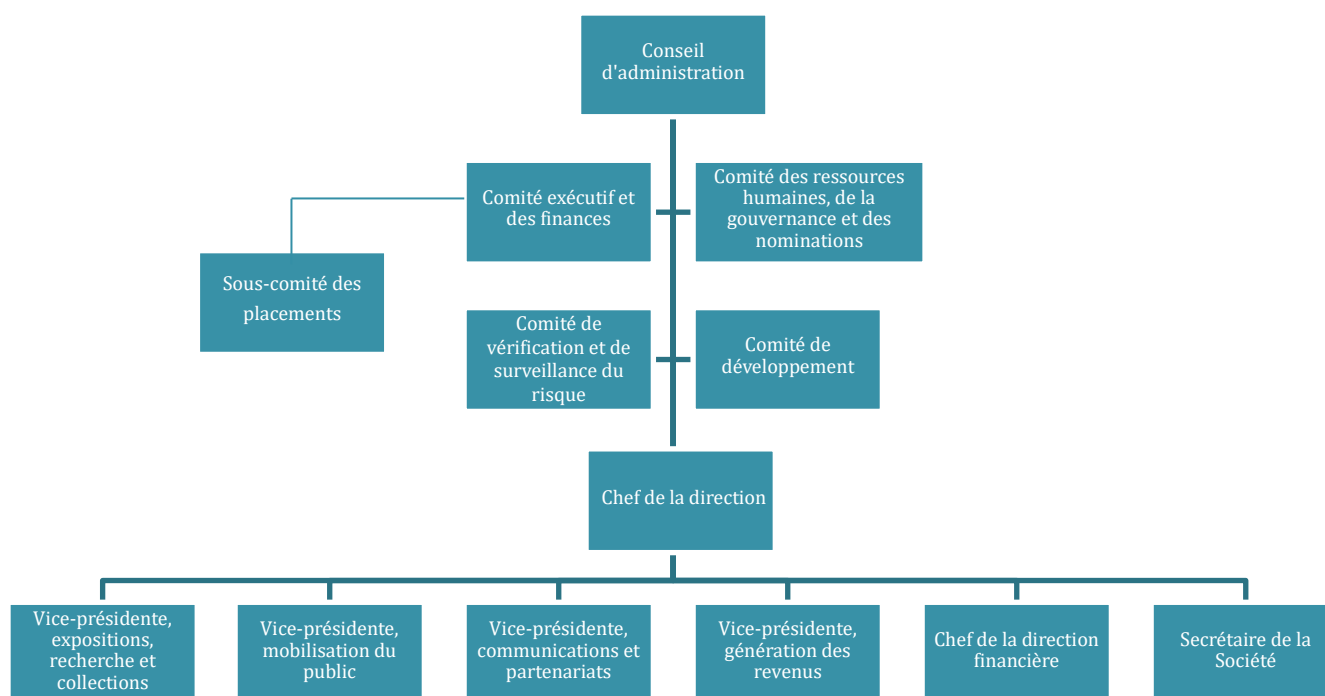 Conseil
d'administration
Comité exécutif et
des finances
Comité des ressources
humaines, de la
gouvernance et des
nominations
Sous-comité des
placements
Comité de
vérification et de
surveillance du
risque
Comité de
développement
Chef de la direction
Vice-présidente,
expositions,
recherche et
collections
Vice-présidente,
mobilisation du
public
Vice-présidente,
communications et
partenariats
Vice-présidente,
génération des
revenus
Chef de la direction
financière
Secrétaire de la
Société